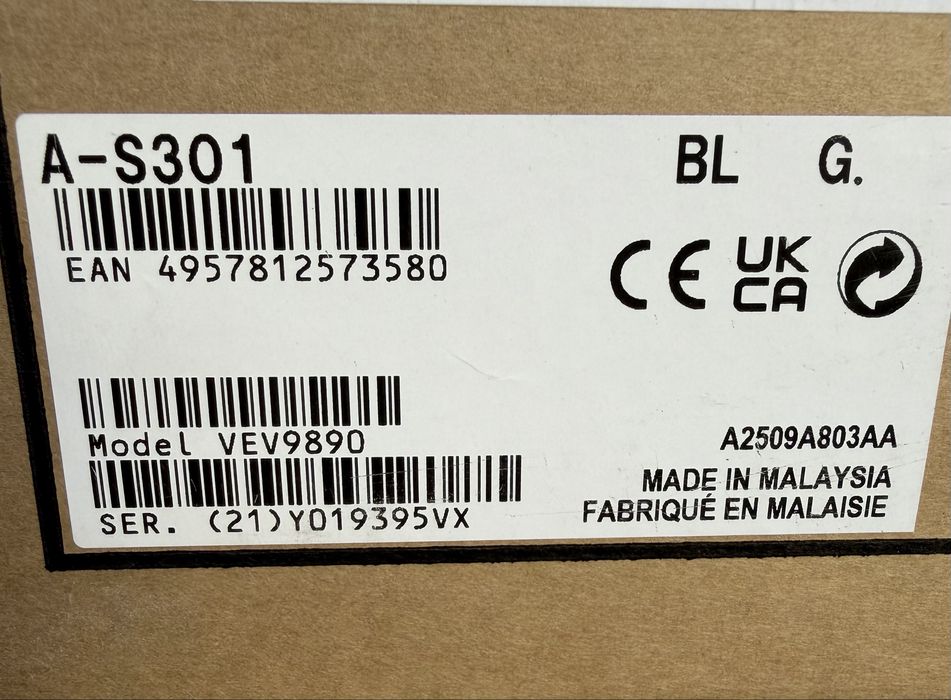 A-S301 BL G.
EAN 4957812573580
CE UK CA
Model VEV9890
A2509A803AA
SER. (21)Y019395VX
MADE IN MALAYSIA
FABRIQUÉ EN MALAISIE